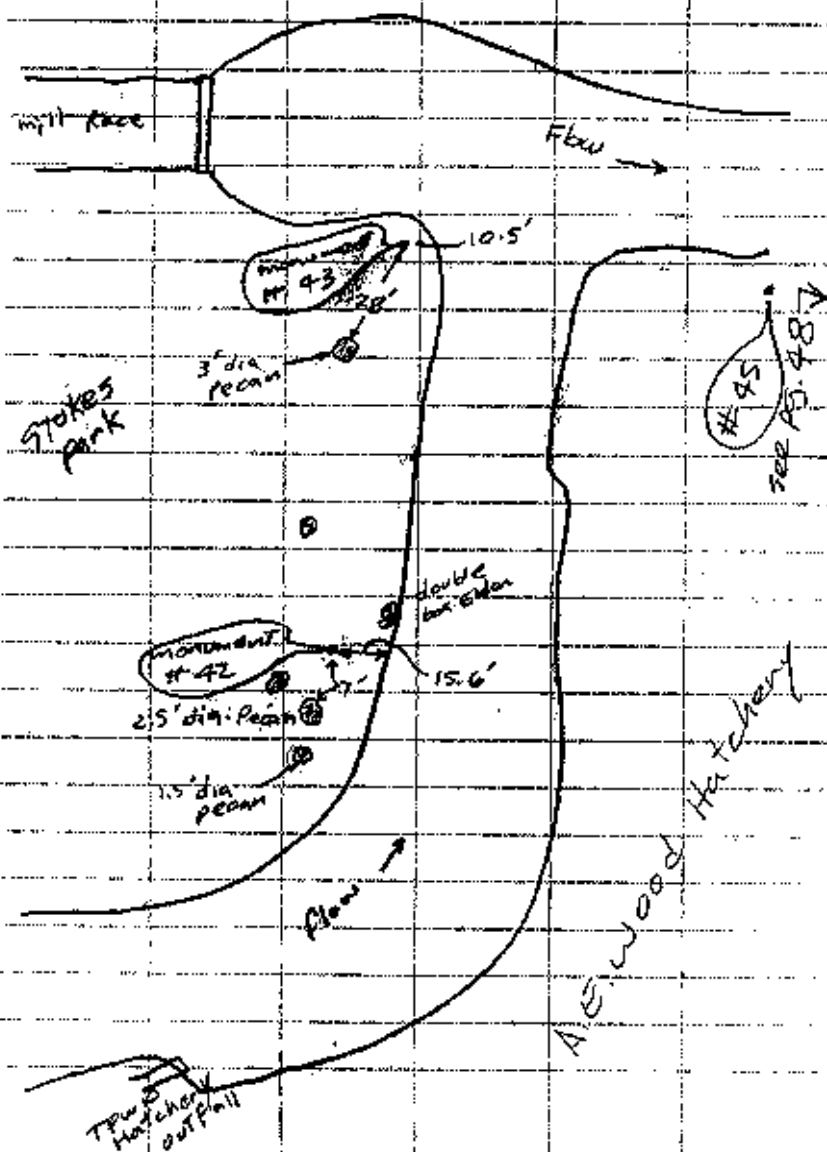 mill Race
Flow
10.5'
monument
# 43
28'
3' dia
pecan
Stokes
park
# 45
see pg. 487
double
box elder
monument
# 42
7'
15.6'
2.5' dia. Pecan
1.5' dia
pecan
flow
A.E. Wood Hatchery
TPWD
Hatchery
outfall